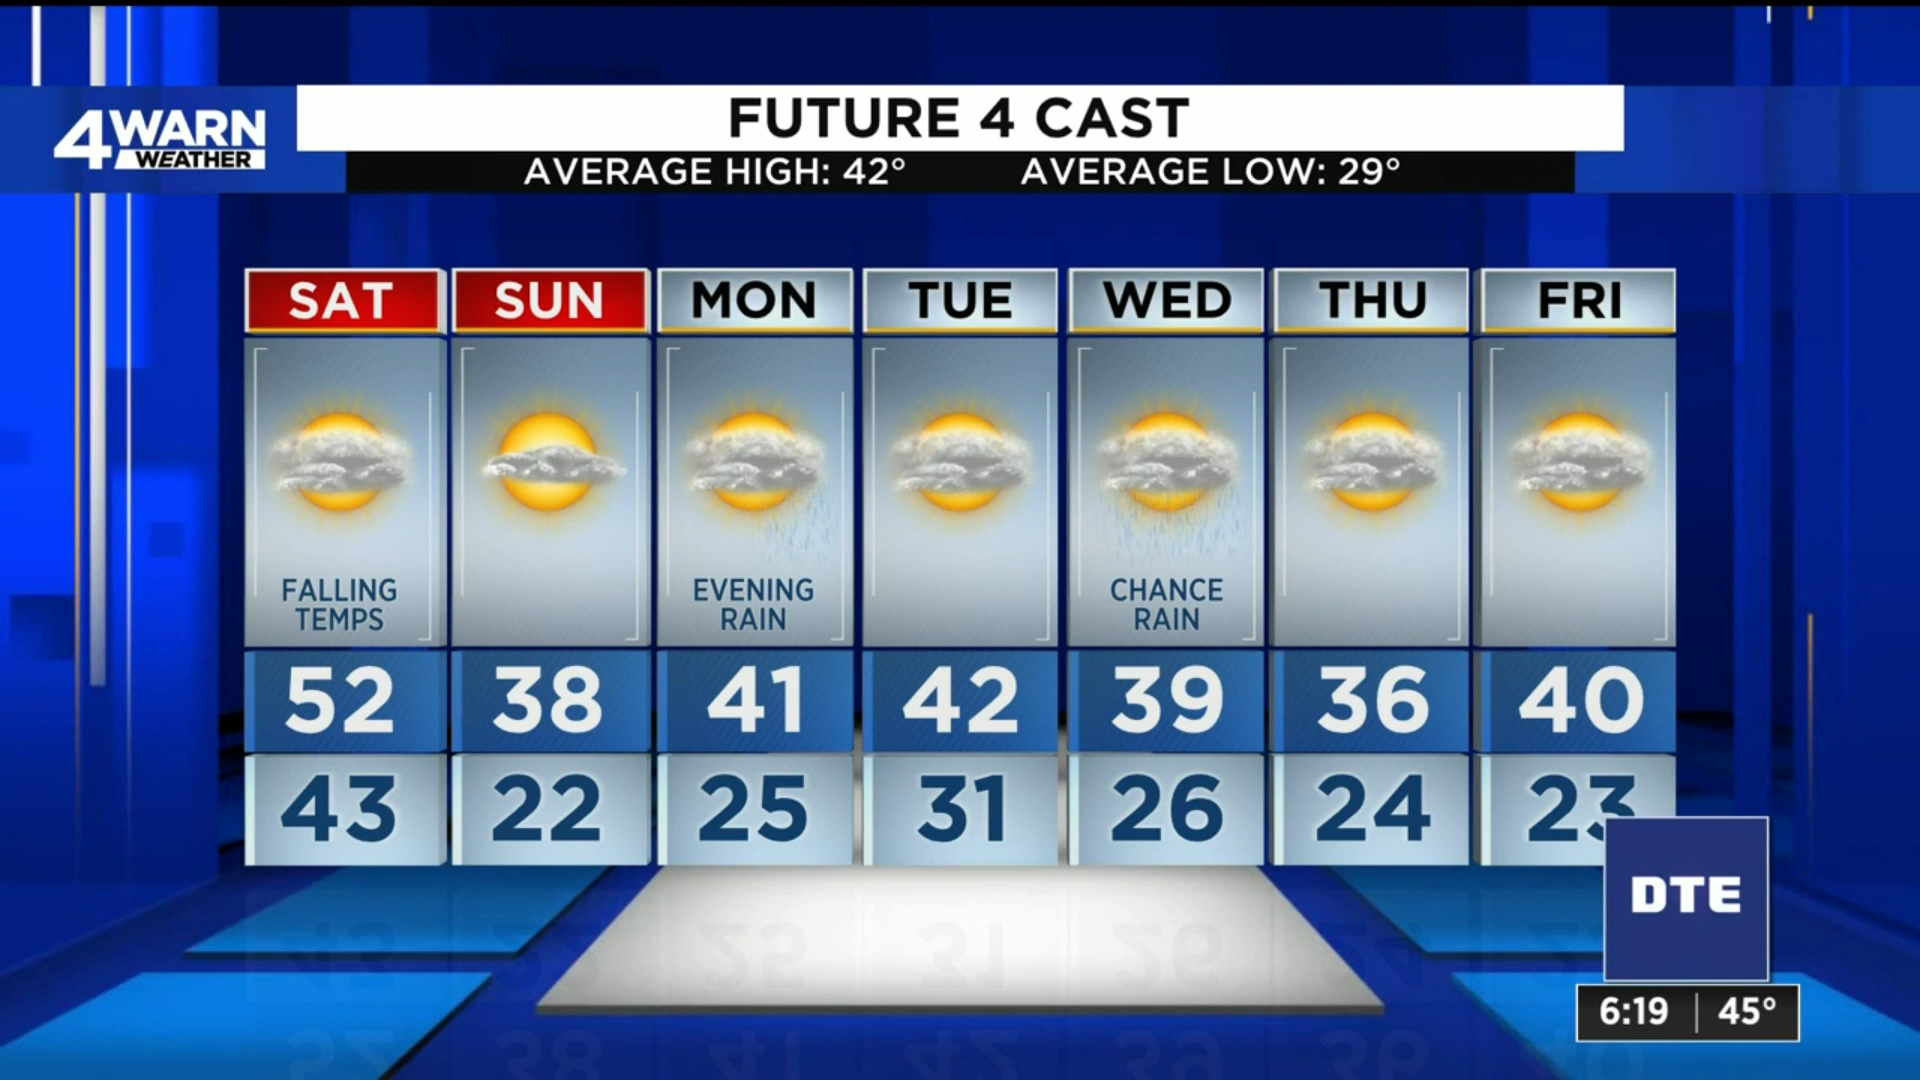 4WARN
WEATHER
FUTURE 4 CAST
AVERAGE HIGH: 42° AVERAGE LOW: 29°
SAT SUN MON TUE WED THU FRI
FALLING TEMPS
EVENING RAIN
CHANCE RAIN
52 38 41 42 39 36 40
43 22 25 31 26 24 23
DTE
6:19 45°